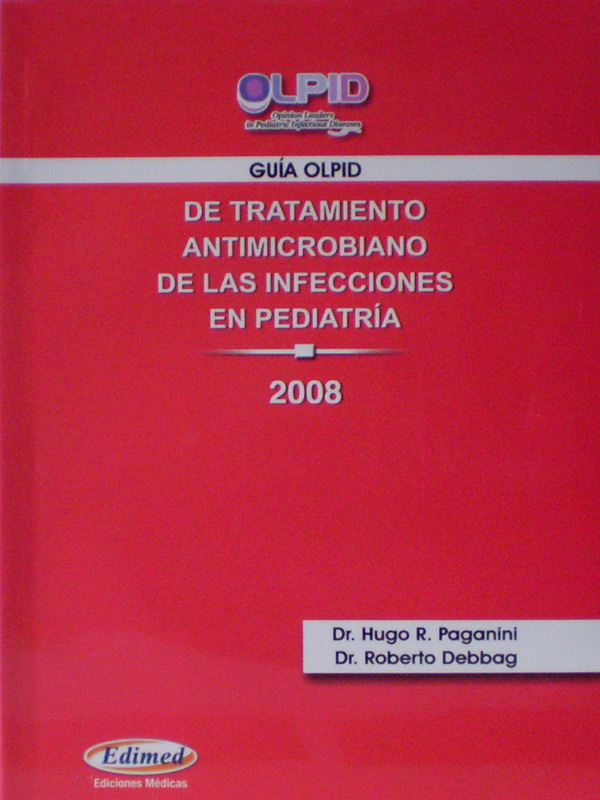 OLPID
Opinion Leaders
in Pediatric Infectious Diseases
GUÍA OLPID
DE TRATAMIENTO
ANTIMICROBIANO
DE LAS INFECCIONES
EN PEDIATRÍA
2008
Dr. Hugo R. Paganini
Dr. Roberto Debbag
Edimed
Ediciones Médicas